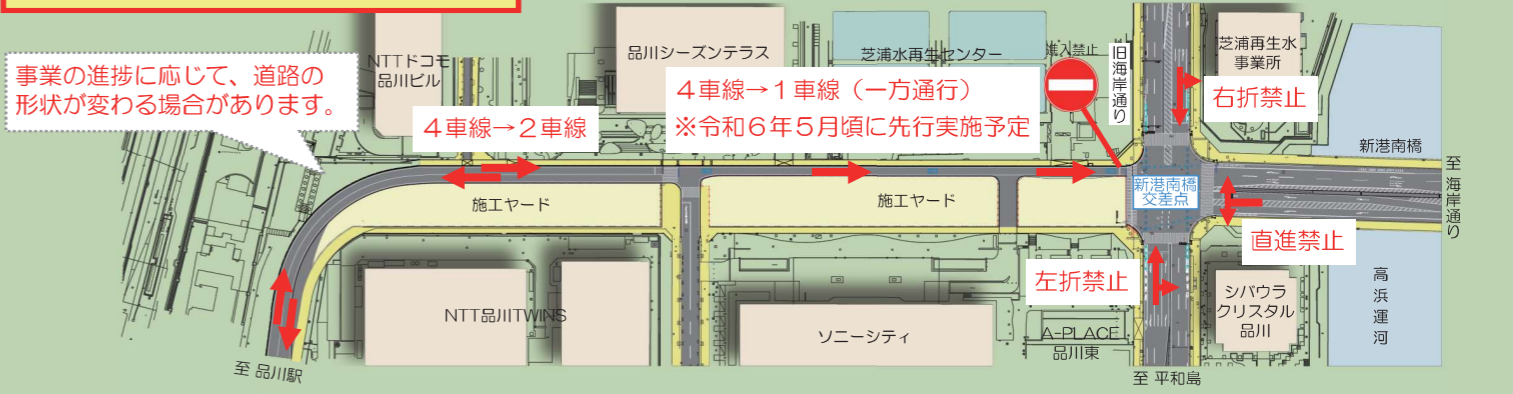 事業の進捗に応じて、道路の
形状が変わる場合があります。
NTTドコモ
品川ビル
品川シーズンテラス
芝浦水再生センター
進入禁止
旧海岸通り
芝浦再生水
事業所
4車線→2車線
4車線→1車線（一方通行）
※令和6年5月頃に先行実施予定
右折禁止
新港南橋
至 海岸通り
施工ヤード
施工ヤード
新港南橋
交差点
直進禁止
左折禁止
NTT品川TWINS
ソニーシティ
A-PLACE
品川東
シバウラ
クリスタル
品川
高浜運河
至 品川駅
至 平和島